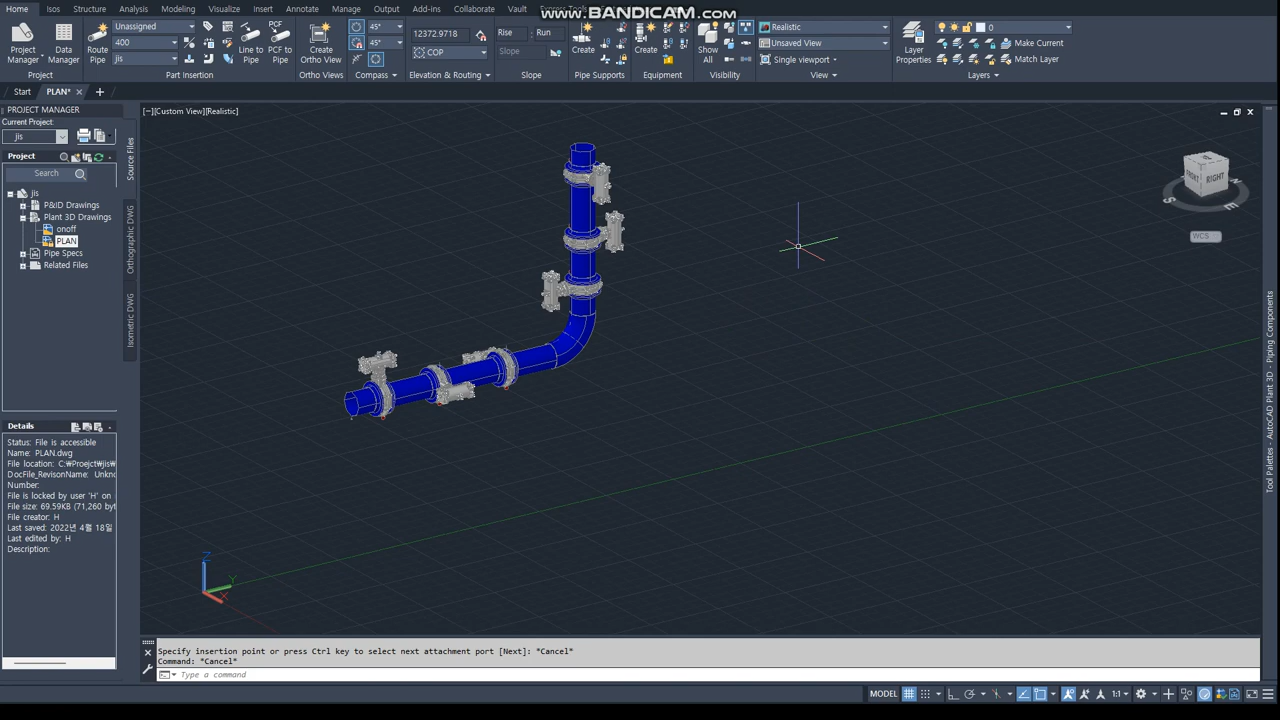 Home Isos Structure Analysis Modeling Visualize Insert Annotate Manage Output Add-ins Collaborate Vault
www.BANDICAM.com
Unassigned
45°
12372.9718
Rise : Run
Realistic
0
Project Manager
Data Manager
Route Pipe
400
Line to Pipe
PCF to Pipe
Create Ortho View
45°
COP
Slope
Create
Create
Show All
Unsaved View
Layer Properties
Make Current
jis
Single viewport
Match Layer
Project
Part Insertion
Ortho Views
Compass
Elevation & Routing
Slope
Pipe Supports
Equipment
Visibility
View
Layers
Start
PLAN*
PROJECT MANAGER
Current Project:
jis
Project
Search
jis
P&ID Drawings
Plant 3D Drawings
onoff
PLAN
Pipe Specs
Related Files
Source Files
Orthographic DWG
Isometric DWG
Details
Status: File is accessible
Name: PLAN.dwg
File location: C:₩Proejct₩jis₩
DocFile_RevisonName: Unkno
Number:
File is locked by user 'H' on
File size: 69.59KB (71,260 byt
File creator: H
Last saved: 2022년 4월 18일
Last edited by: H
Description:
[−][Custom View][Realistic]
RIGHT
S
E
N
WCS
Tool Palettes - AutoCAD Plant 3D - Piping Components
Z
Y
X
Specify insertion point or press Ctrl key to select next attachment port [Next]: *Cancel*
Command: *Cancel*
Type a command
MODEL
1:1